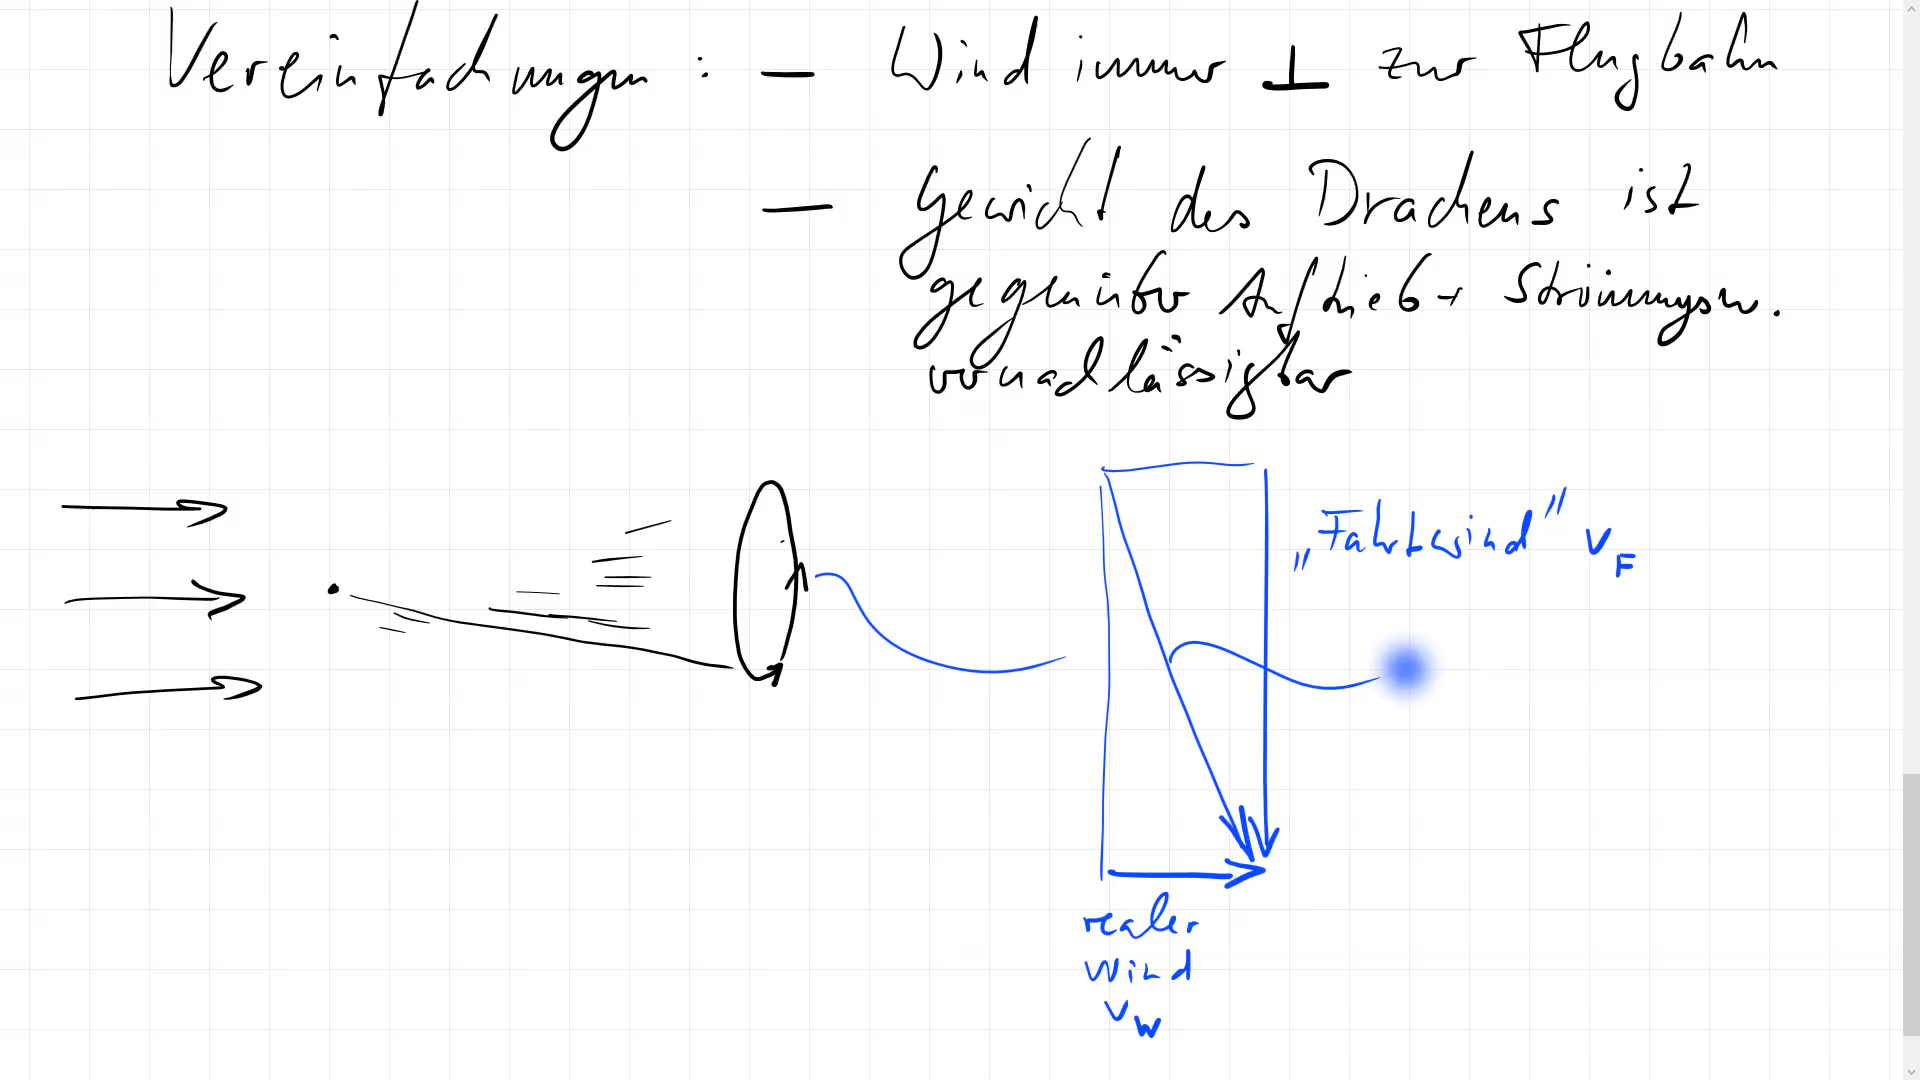 Vereinfachungen : — Wind immer ⊥ zur Flugbahn
— Gewicht des Drachens ist
gegenüber Auftrieb + Strömungsw.
vernachlässigbar
„Fahrtwind" v_F
realer
Wind
v_W